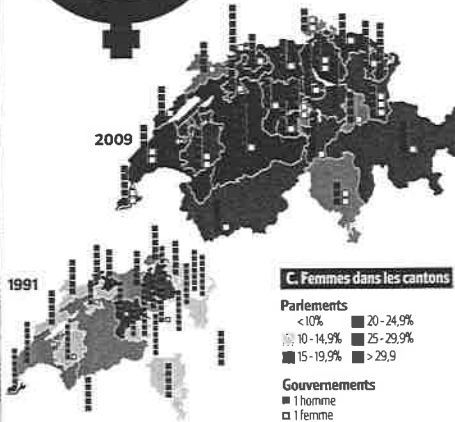 2009
1991
C. Femmes dans les cantons
Parlements
<10%
20-24,9%
10-14,9%
25-29,9%
15-19,9%
>29,9
Gouvernements
1 homme
1 femme